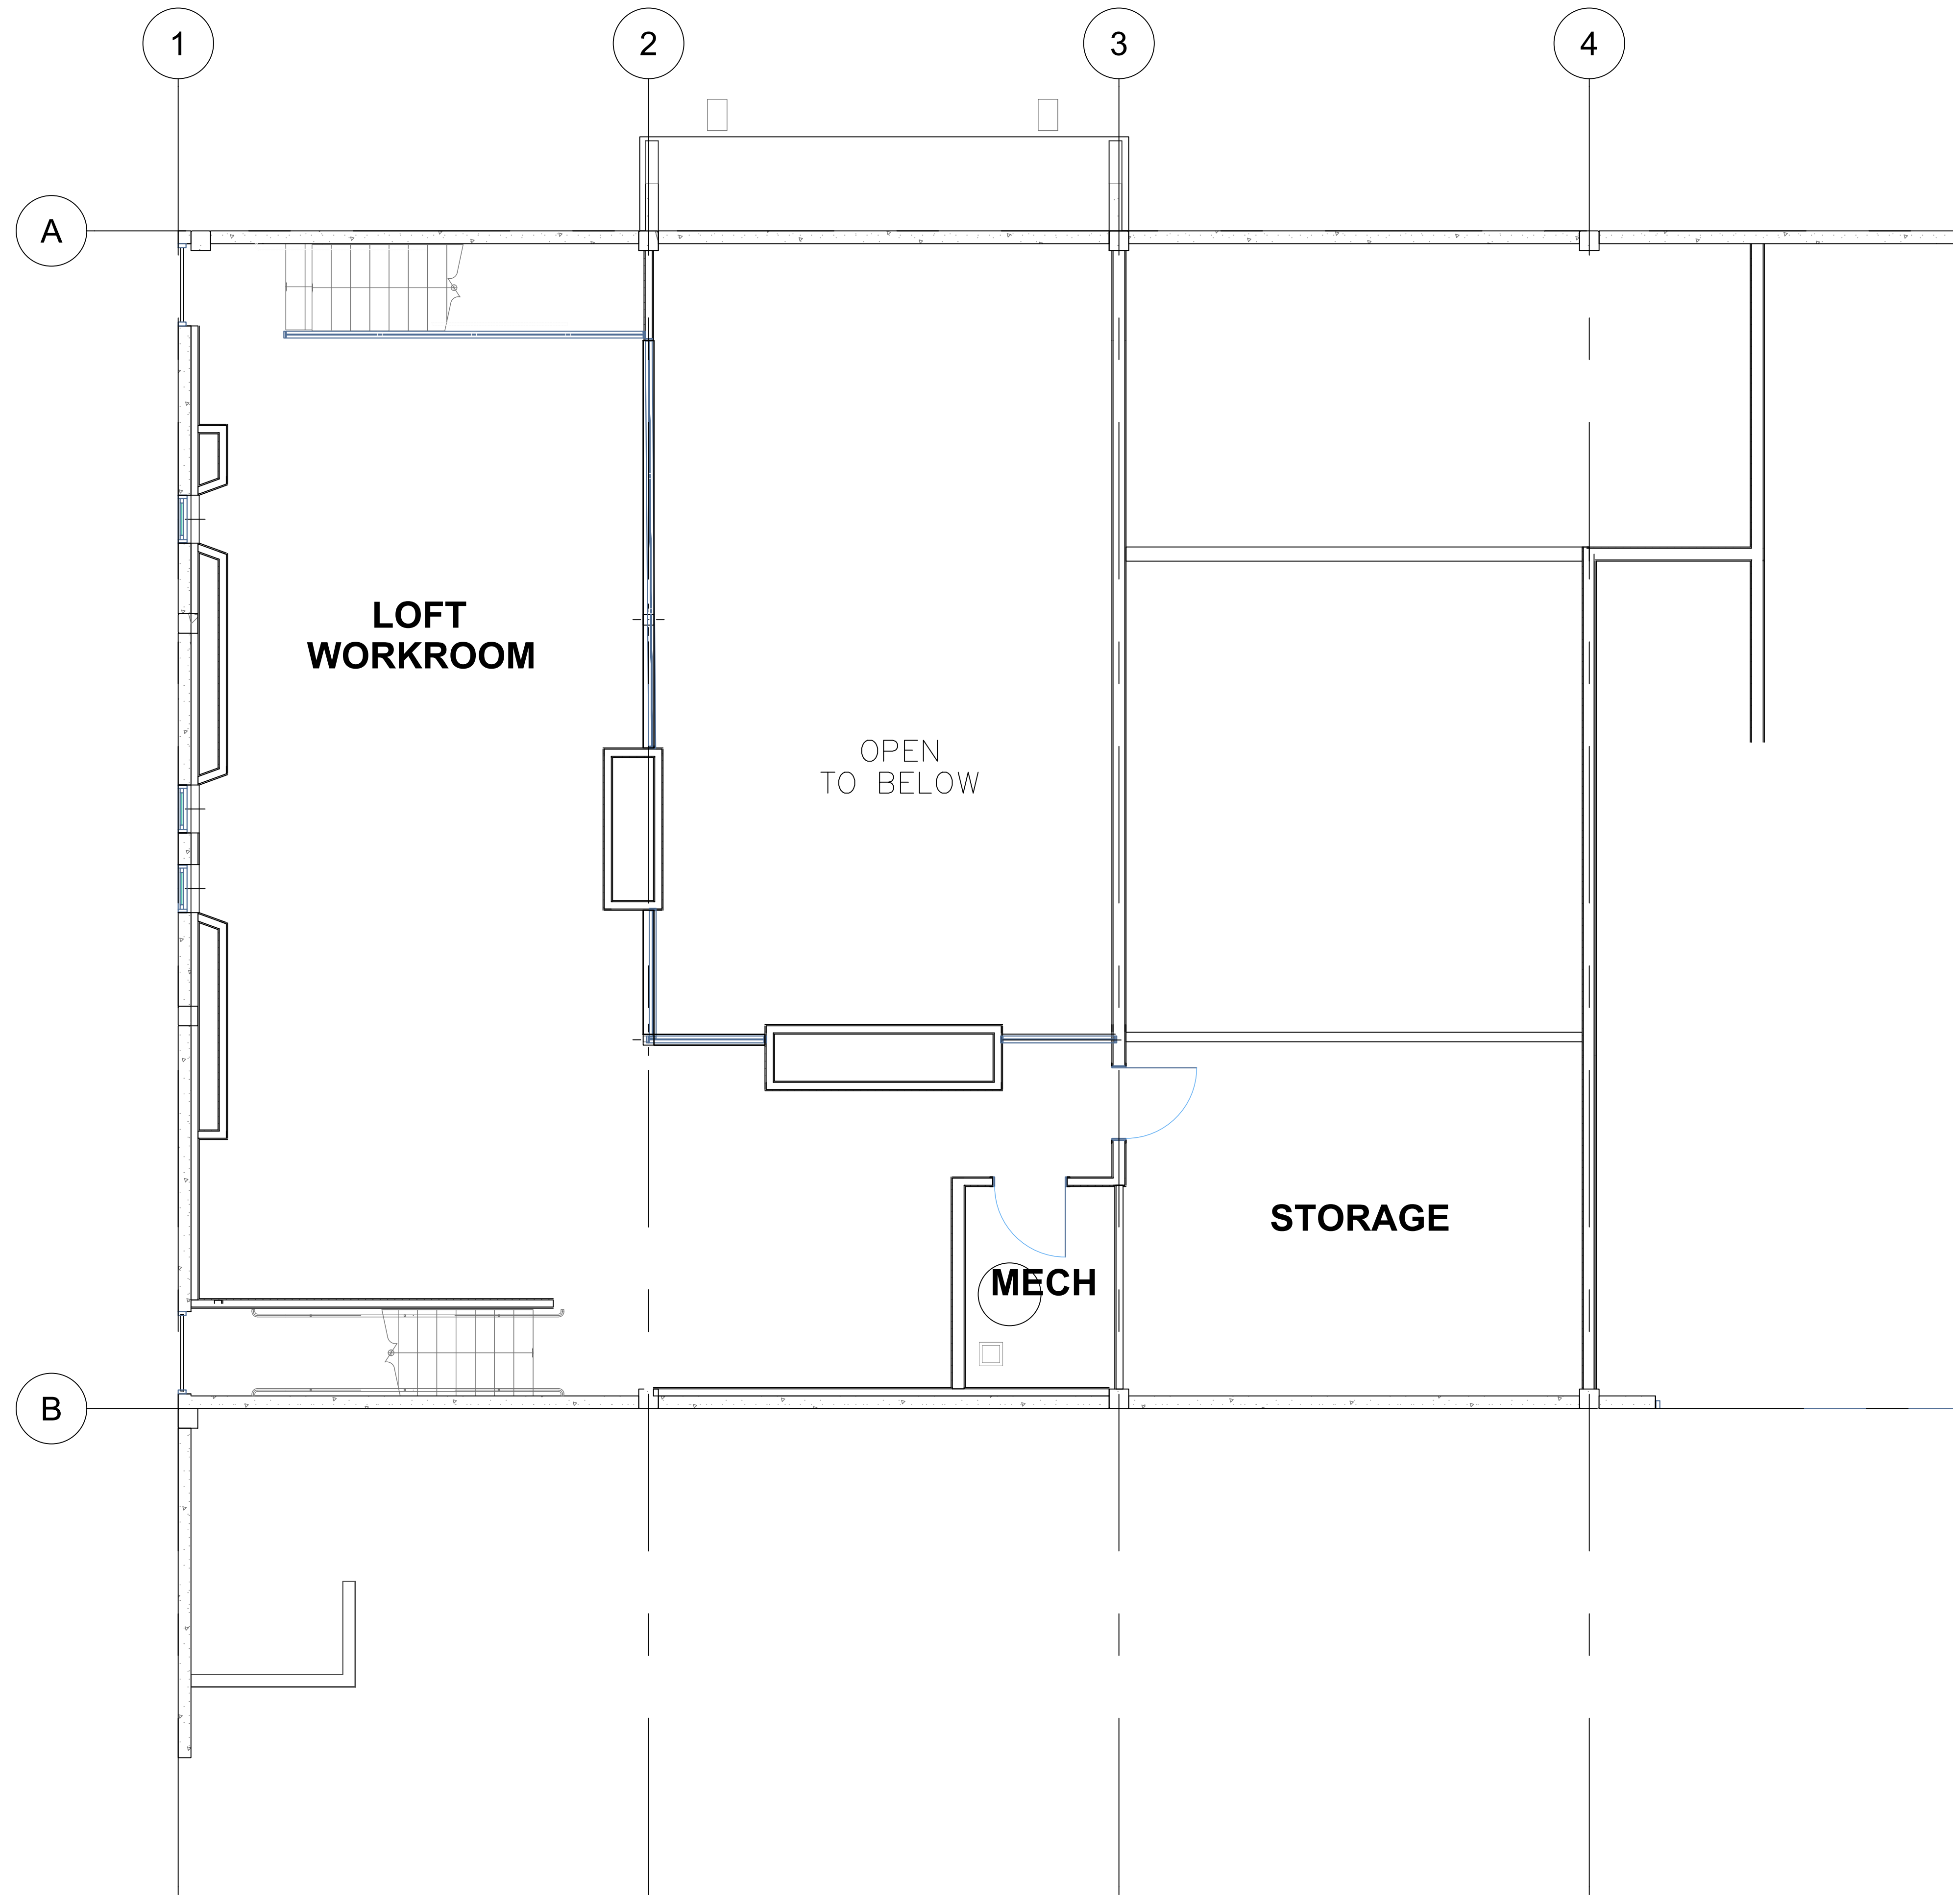 1
2
3
4
A
LOFT
WORKROOM
OPEN
TO BELOW
STORAGE
MECH
B